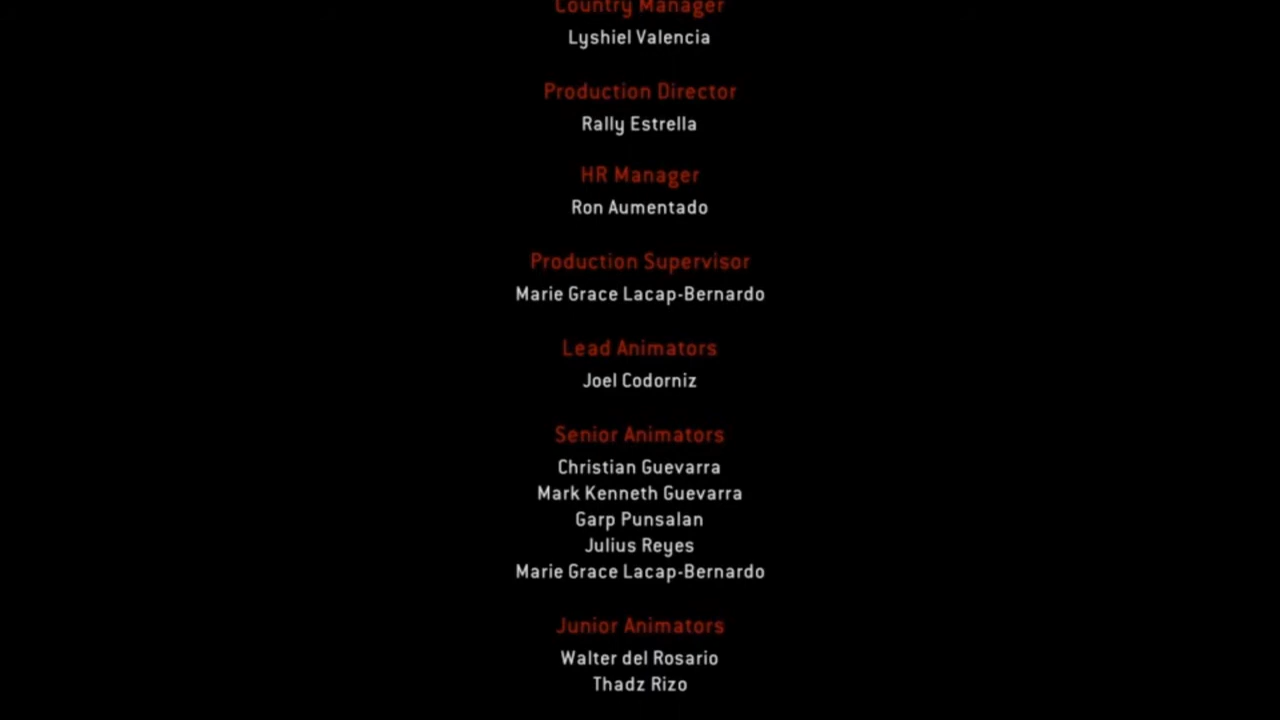 Country Manager
Lyshiel Valencia
Production Director
Rally Estrella
HR Manager
Ron Aumentado
Production Supervisor
Marie Grace Lacap-Bernardo
Lead Animators
Joel Codorniz
Senior Animators
Christian Guevarra
Mark Kenneth Guevarra
Garp Punsalan
Julius Reyes
Marie Grace Lacap-Bernardo
Junior Animators
Walter del Rosario
Thadz Rizo